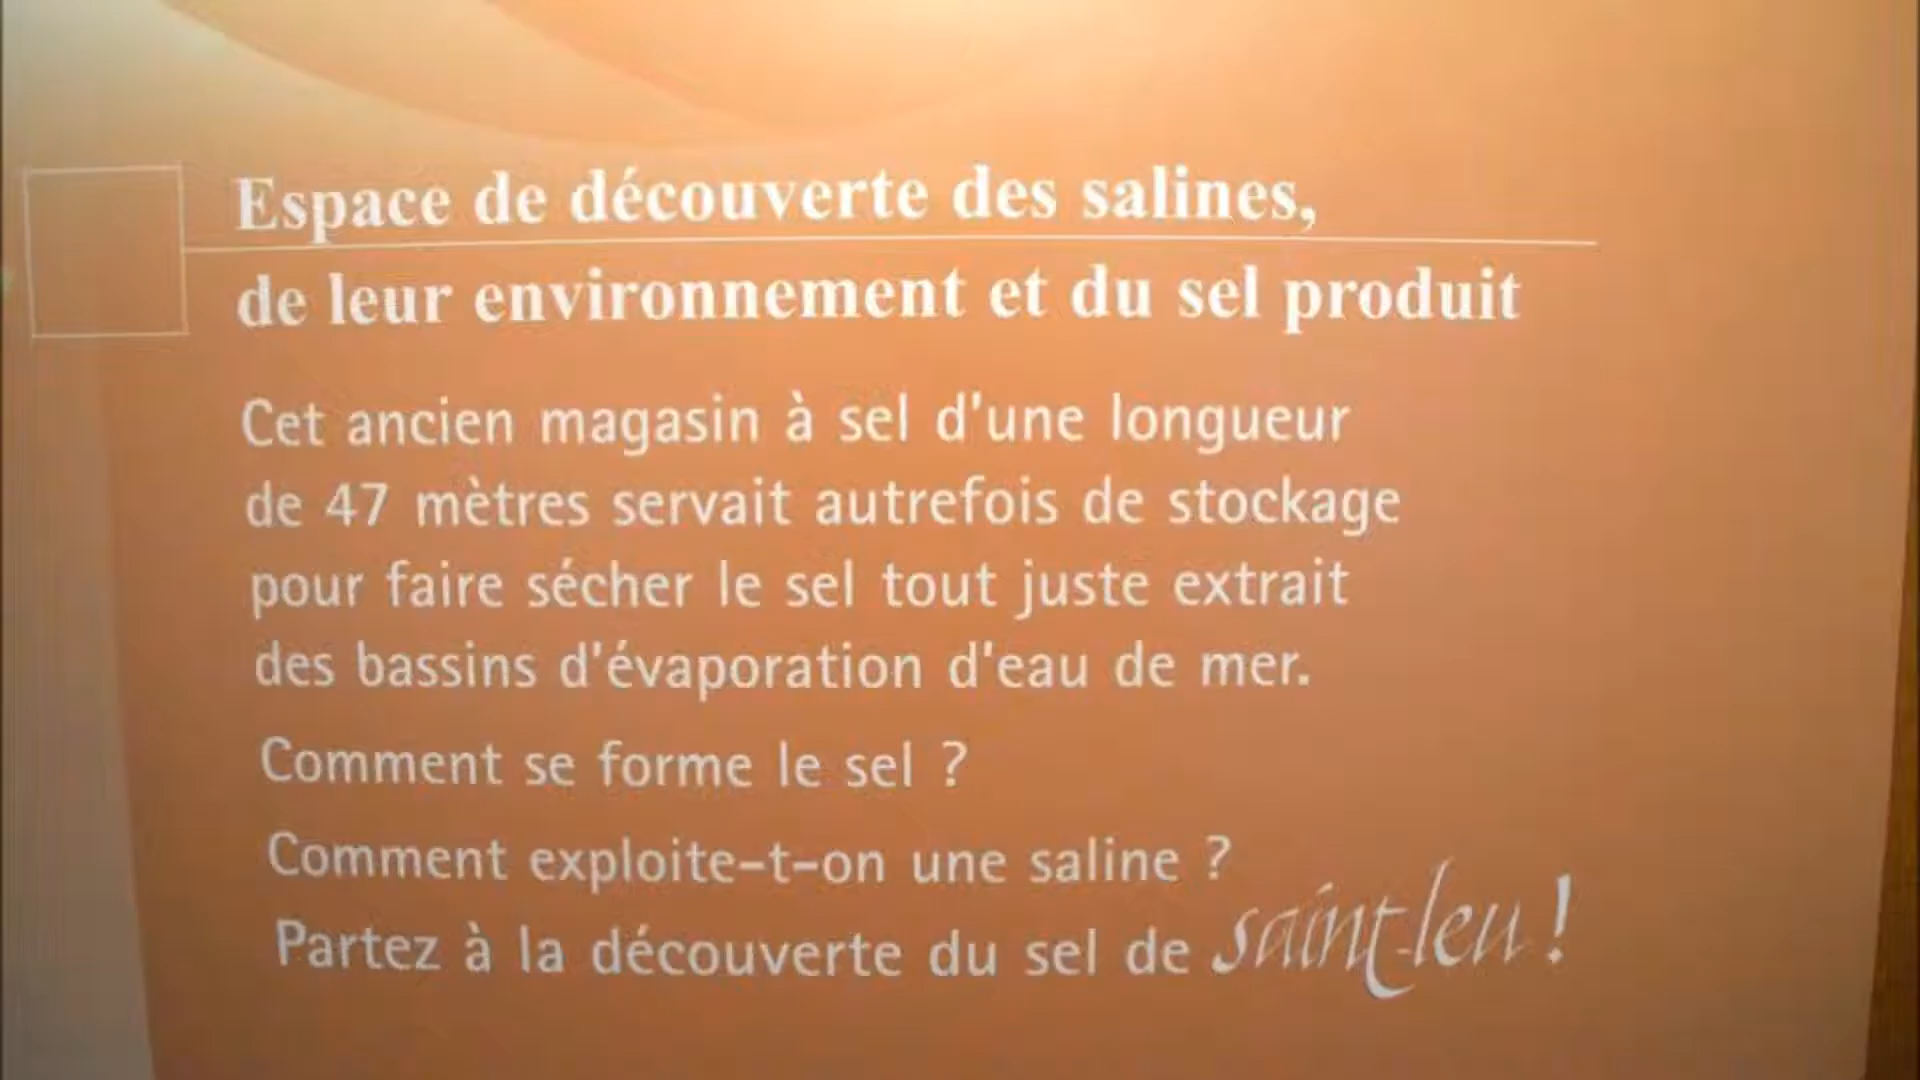 Espace de découverte des salines,
de leur environnement et du sel produit
Cet ancien magasin à sel d'une longueur
de 47 mètres servait autrefois de stockage
pour faire sécher le sel tout juste extrait
des bassins d'évaporation d'eau de mer.
Comment se forme le sel ?
Comment exploite-t-on une saline ?
Partez à la découverte du sel de saint-leu !